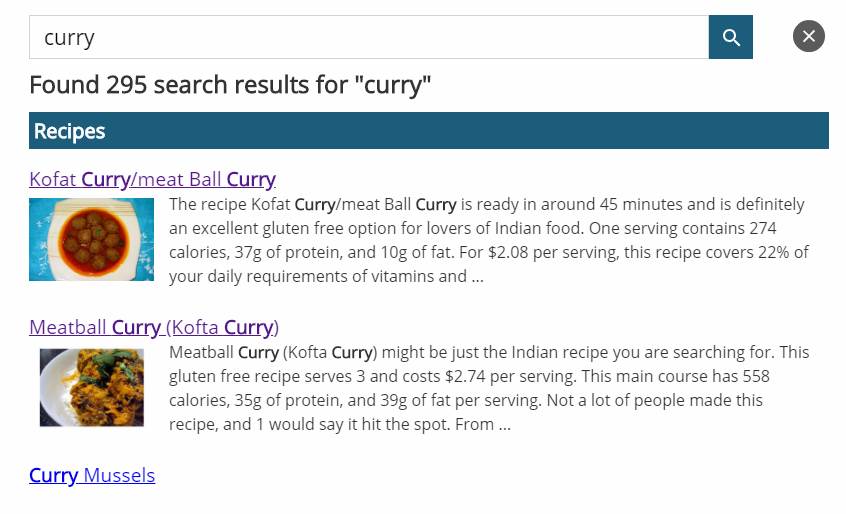 curry
Found 295 search results for "curry"
Recipes
Kofat Curry/meat Ball Curry
The recipe Kofat Curry/meat Ball Curry is ready in around 45 minutes and is definitely
an excellent gluten free option for lovers of Indian food. One serving contains 274
calories, 37g of protein, and 10g of fat. For $2.08 per serving, this recipe covers 22% of
your daily requirements of vitamins and ...
Meatball Curry (Kofta Curry)
Meatball Curry (Kofta Curry) might be just the Indian recipe you are searching for. This
gluten free recipe serves 3 and costs $2.74 per serving. This main course has 558
calories, 35g of protein, and 39g of fat per serving. Not a lot of people made this
recipe, and 1 would say it hit the spot. From ...
Curry Mussels